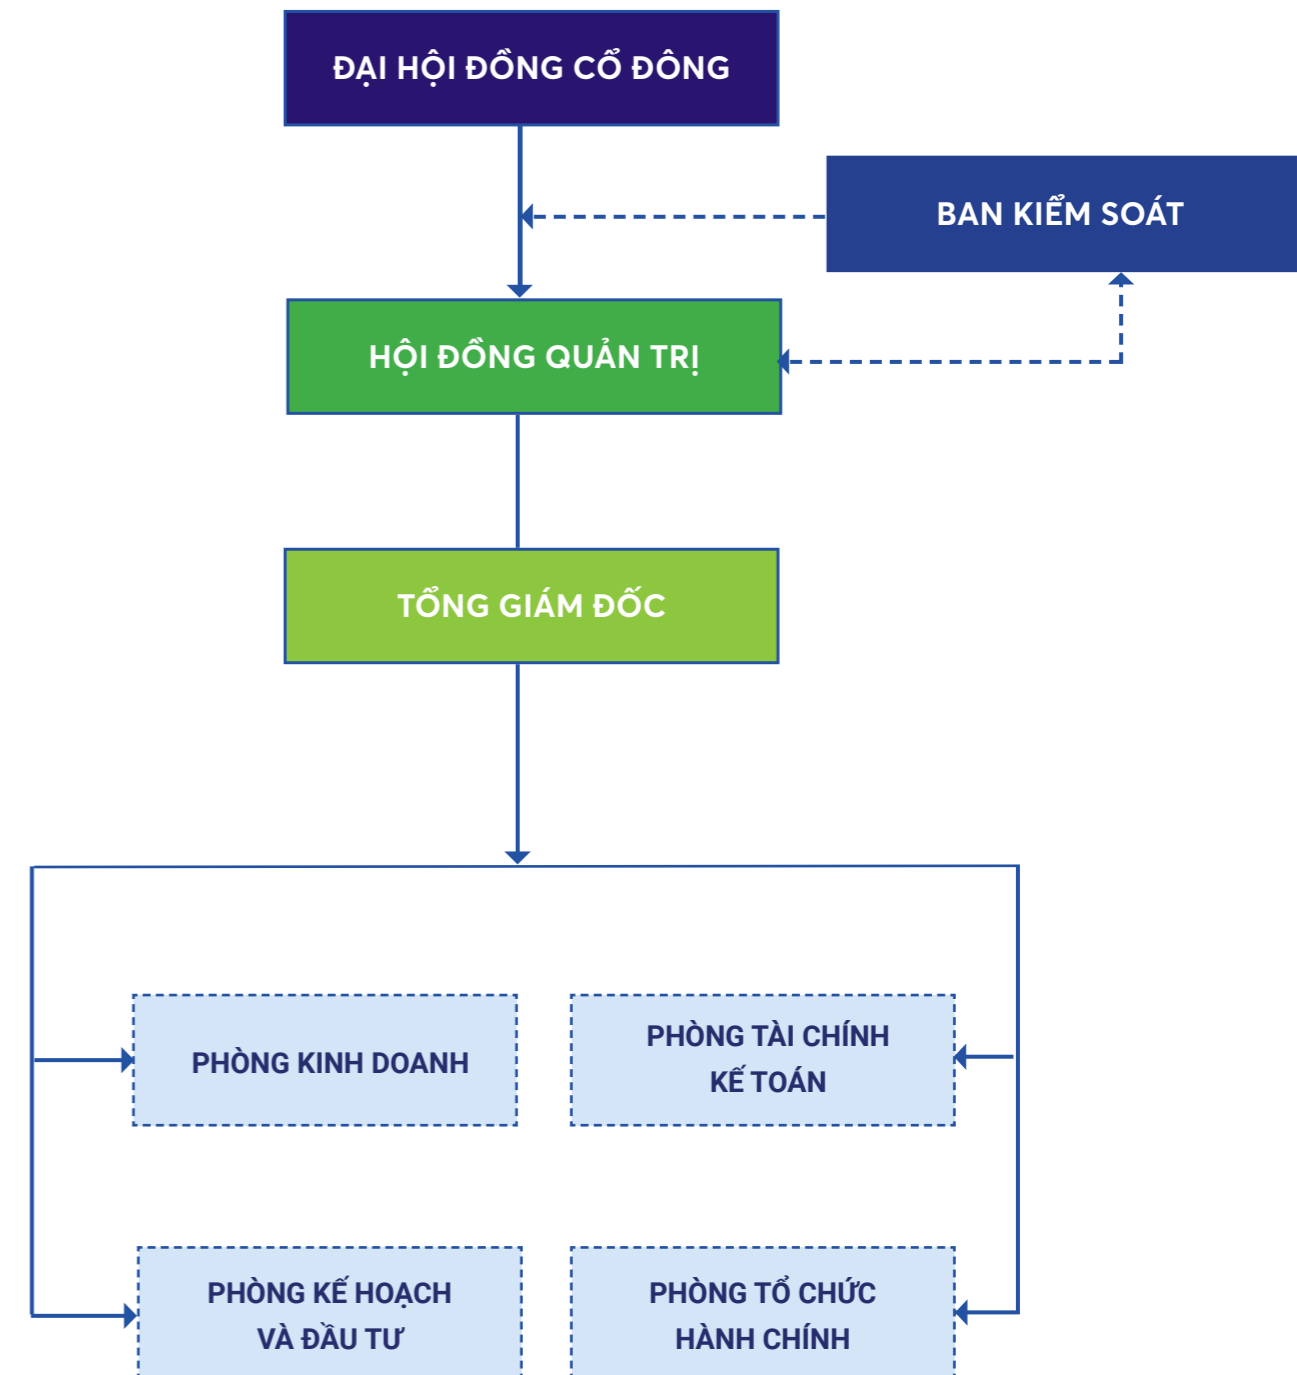 ĐẠI HỘI ĐỒNG CỔ ĐÔNG
BAN KIỂM SOÁT
HỘI ĐỒNG QUẢN TRỊ
TỔNG GIÁM ĐỐC
PHÒNG KINH DOANH
PHÒNG TÀI CHÍNH
KẾ TOÁN
PHÒNG KẾ HOẠCH
VÀ ĐẦU TƯ
PHÒNG TỔ CHỨC
HÀNH CHÍNH